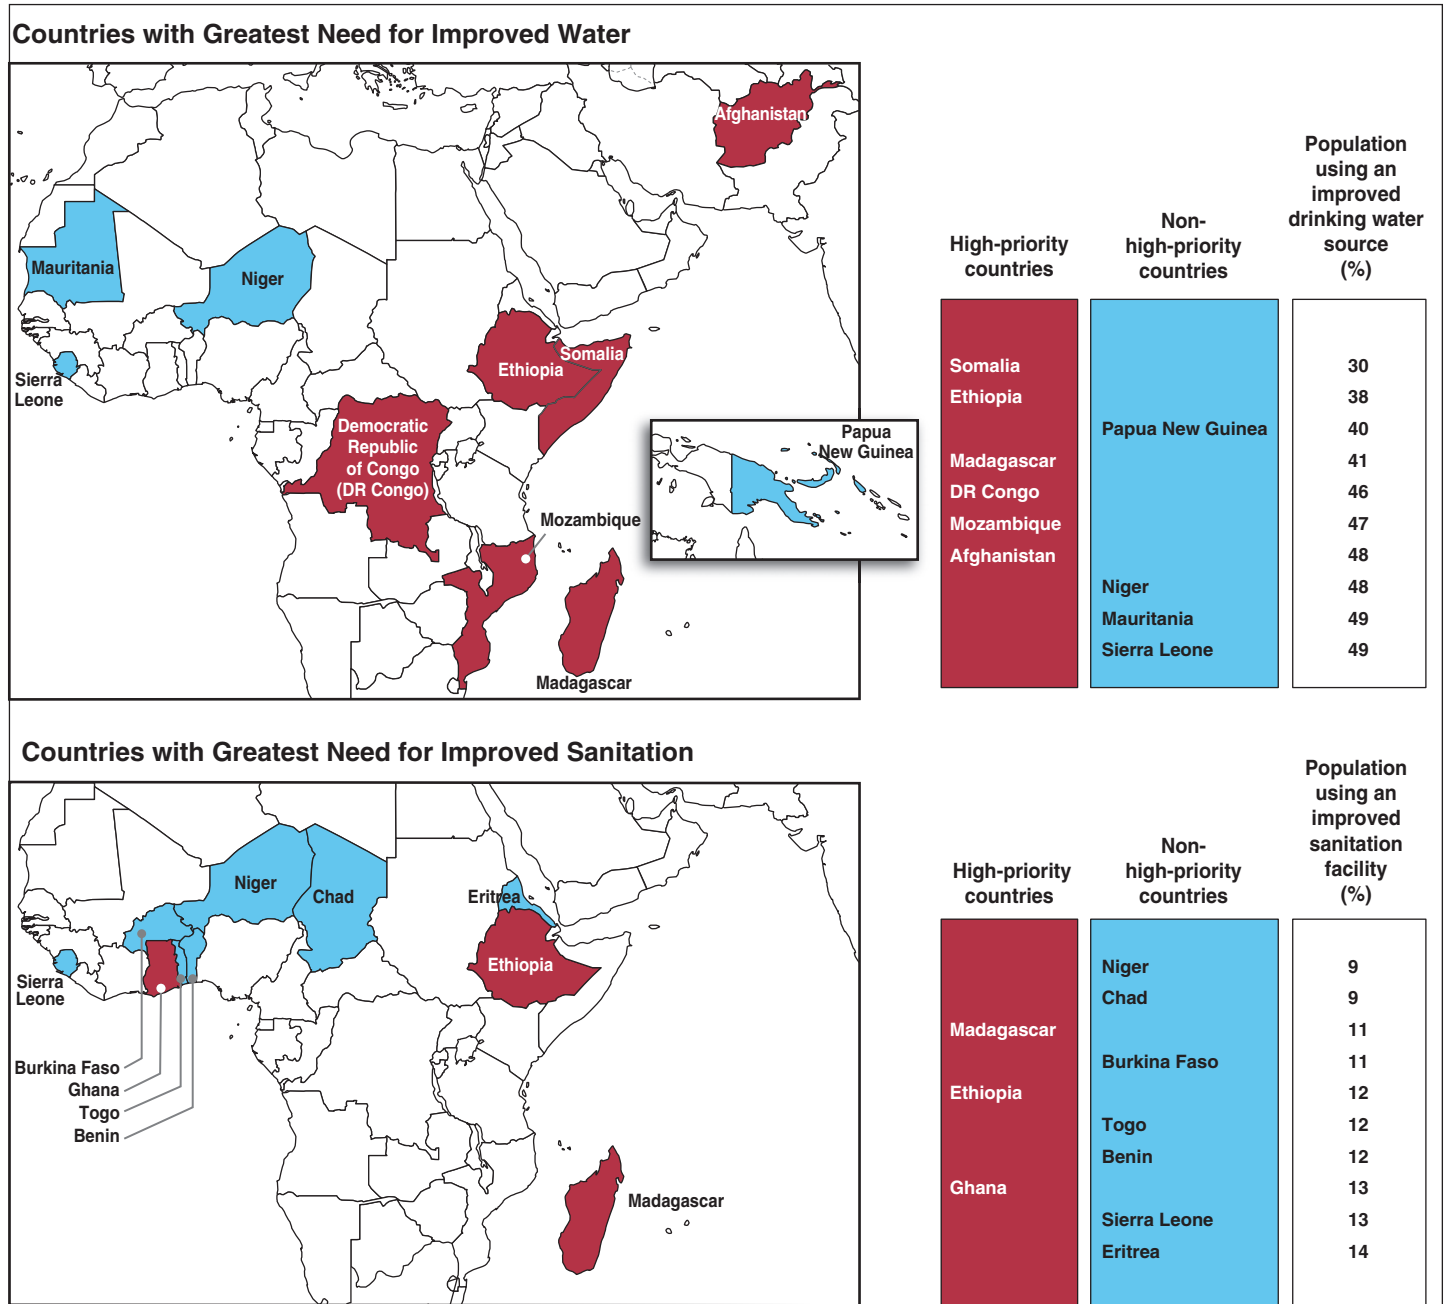 Countries with Greatest Need for Improved Water
Afghanistan
Mauritania
Niger
Somalia
Ethiopia
Sierra
Leone
Democratic
Republic
of Congo
(DR Congo)
Papua
New Guinea
Mozambique
Madagascar
High-priority
countries
Non-
high-priority
countries
Population
using an
improved
drinking water
source
(%)
Somalia 30
Ethiopia 38
Papua New Guinea 40
Madagascar 41
DR Congo 46
Mozambique 47
Afghanistan 48
Niger 48
Mauritania 49
Sierra Leone 49
Countries with Greatest Need for Improved Sanitation
Niger
Chad
Eritrea
Ethiopia
Sierra
Leone
Burkina Faso
Ghana
Togo
Benin
Madagascar
High-priority
countries
Non-
high-priority
countries
Population
using an
improved
sanitation
facility
(%)
Niger 9
Chad 9
Madagascar 11
Burkina Faso 11
Ethiopia 12
Togo 12
Benin 12
Ghana 13
Sierra Leone 13
Eritrea 14